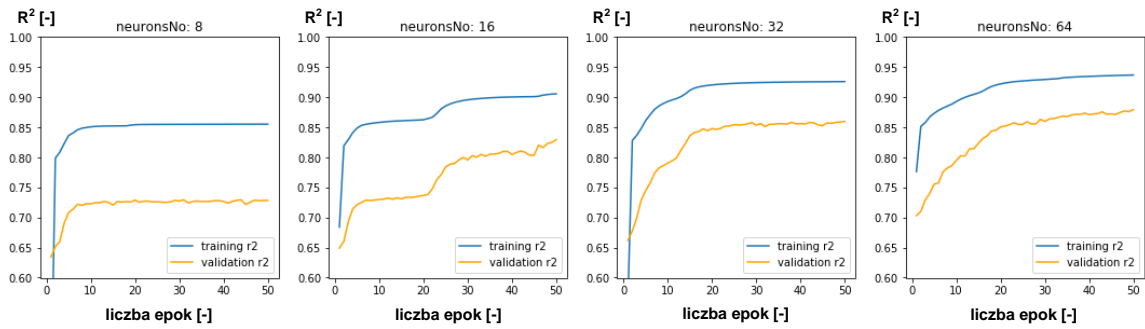 R² [-]
neuronsNo: 8
1.00
0.95
0.90
0.85
0.80
0.75
0.70
0.65
0.60
training r2
validation r2
0 10 20 30 40 50
liczba epok [-]
R² [-]
neuronsNo: 16
1.00
0.95
0.90
0.85
0.80
0.75
0.70
0.65
0.60
training r2
validation r2
0 10 20 30 40 50
liczba epok [-]
R² [-]
neuronsNo: 32
1.00
0.95
0.90
0.85
0.80
0.75
0.70
0.65
0.60
training r2
validation r2
0 10 20 30 40 50
liczba epok [-]
R² [-]
neuronsNo: 64
1.00
0.95
0.90
0.85
0.80
0.75
0.70
0.65
0.60
training r2
validation r2
0 10 20 30 40 50
liczba epok [-]